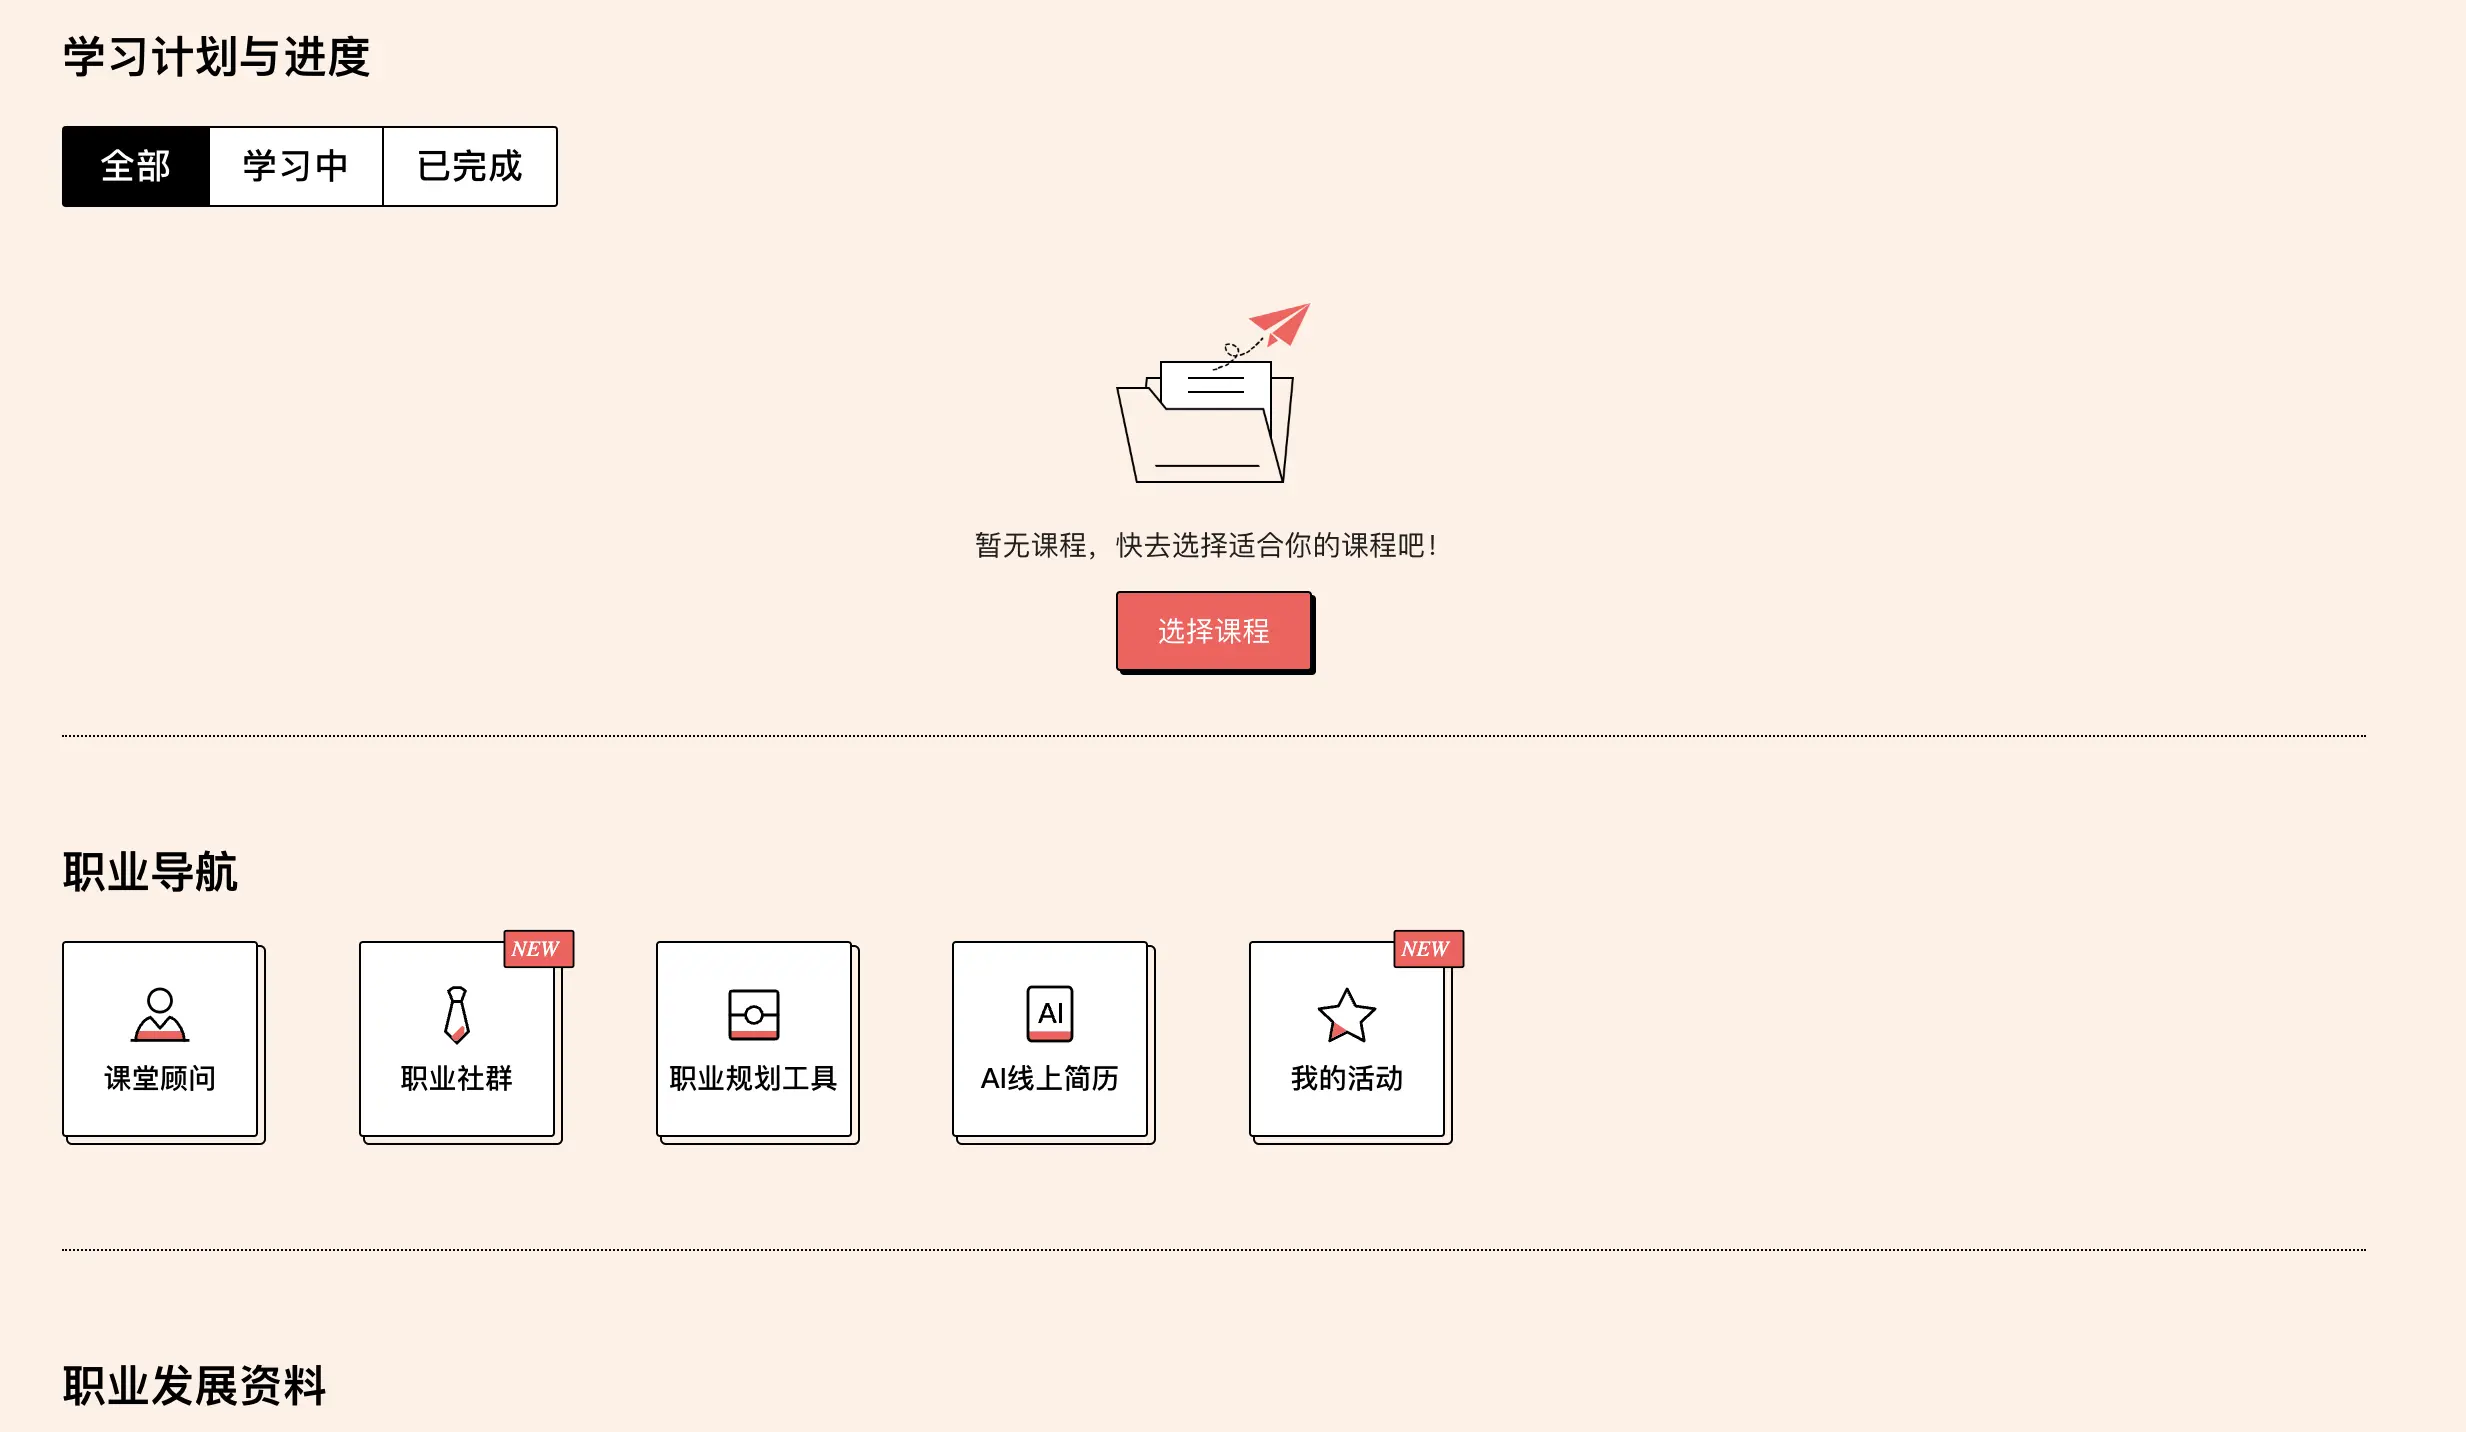 学习计划与进度
全部
学习中
已完成
暂无课程，快去选择适合你的课程吧！
选择课程
职业导航
课堂顾问
NEW
职业社群
职业规划工具
AI
AI线上简历
NEW
我的活动
职业发展资料